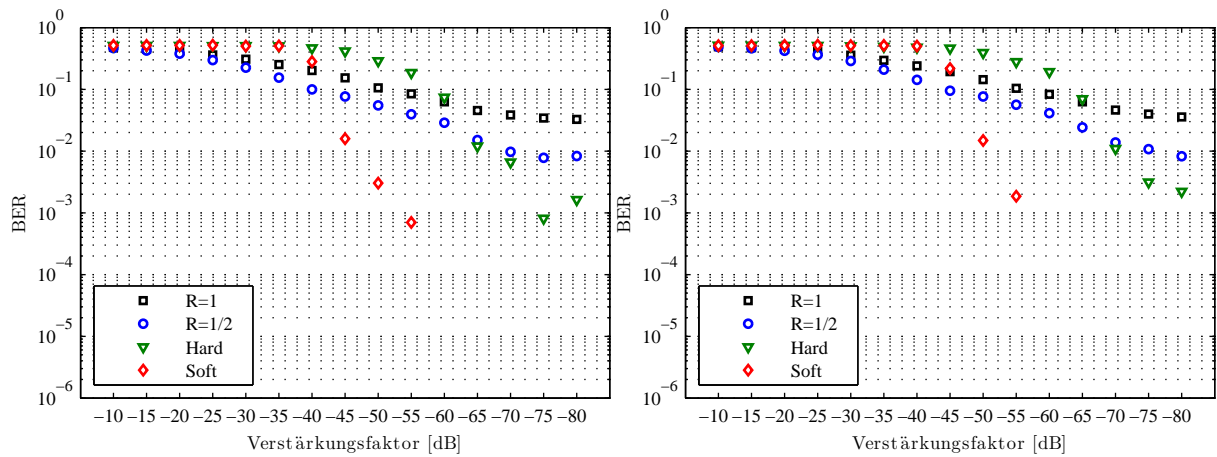 10^0
10^−1
10^−2
10^−3
10^−4
10^−5
10^−6
BER
R=1
R=1/2
Hard
Soft
−10 −15 −20 −25 −30 −35 −40 −45 −50 −55 −60 −65 −70 −75 −80
Verstärkungsfaktor [dB]
10^0
10^−1
10^−2
10^−3
10^−4
10^−5
10^−6
BER
R=1
R=1/2
Hard
Soft
−10 −15 −20 −25 −30 −35 −40 −45 −50 −55 −60 −65 −70 −75 −80
Verstärkungsfaktor [dB]